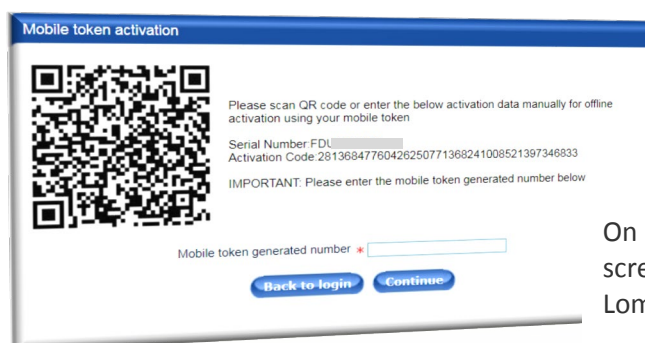 Mobile token activation
Please scan QR code or enter the below activation data manually for offline
activation using your mobile token
Serial Number:FDU
Activation Code:28136847760426250771368241008521397346833
IMPORTANT: Please enter the mobile token generated number below
Mobile token generated number *
Back to login Continue
On
scre
Lom